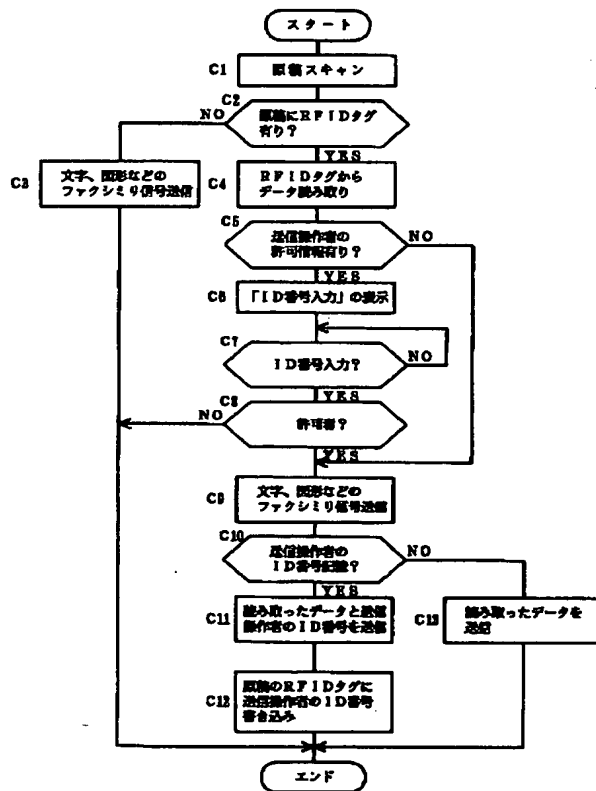 スタート
C1
原稿スキャン
C2
NO
原稿にRFIDタグ
有り?
YES
C3
文字、図形などの
ファクシミリ信号送信
C4
RFIDタグから
データ読み取り
C5
送信操作者の
許可情報有り?
NO
YES
C6
「ID番号入力」の表示
C7
ID番号入力?
NO
YES
C8
NO
許可者?
YES
C9
文字、図形などの
ファクシミリ信号送信
C10
送信操作者の
ID番号記録?
NO
YES
C11
読み取ったデータと送信
操作者のID番号を送信
C13
読み取ったデータを
送信
C12
原稿のRFIDタグに
送信操作者のID番号
書き込み
エンド